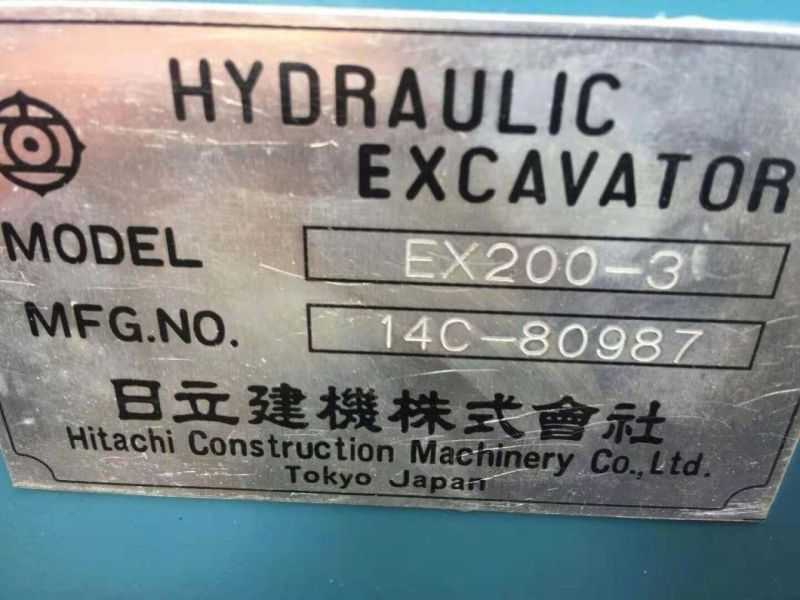 HYDRAULIC
EXCAVATOR
MODEL EX200-3
MFG.NO. 14C-80987
日立建機株式會社
Hitachi Construction Machinery Co.,Ltd.
Tokyo Japan